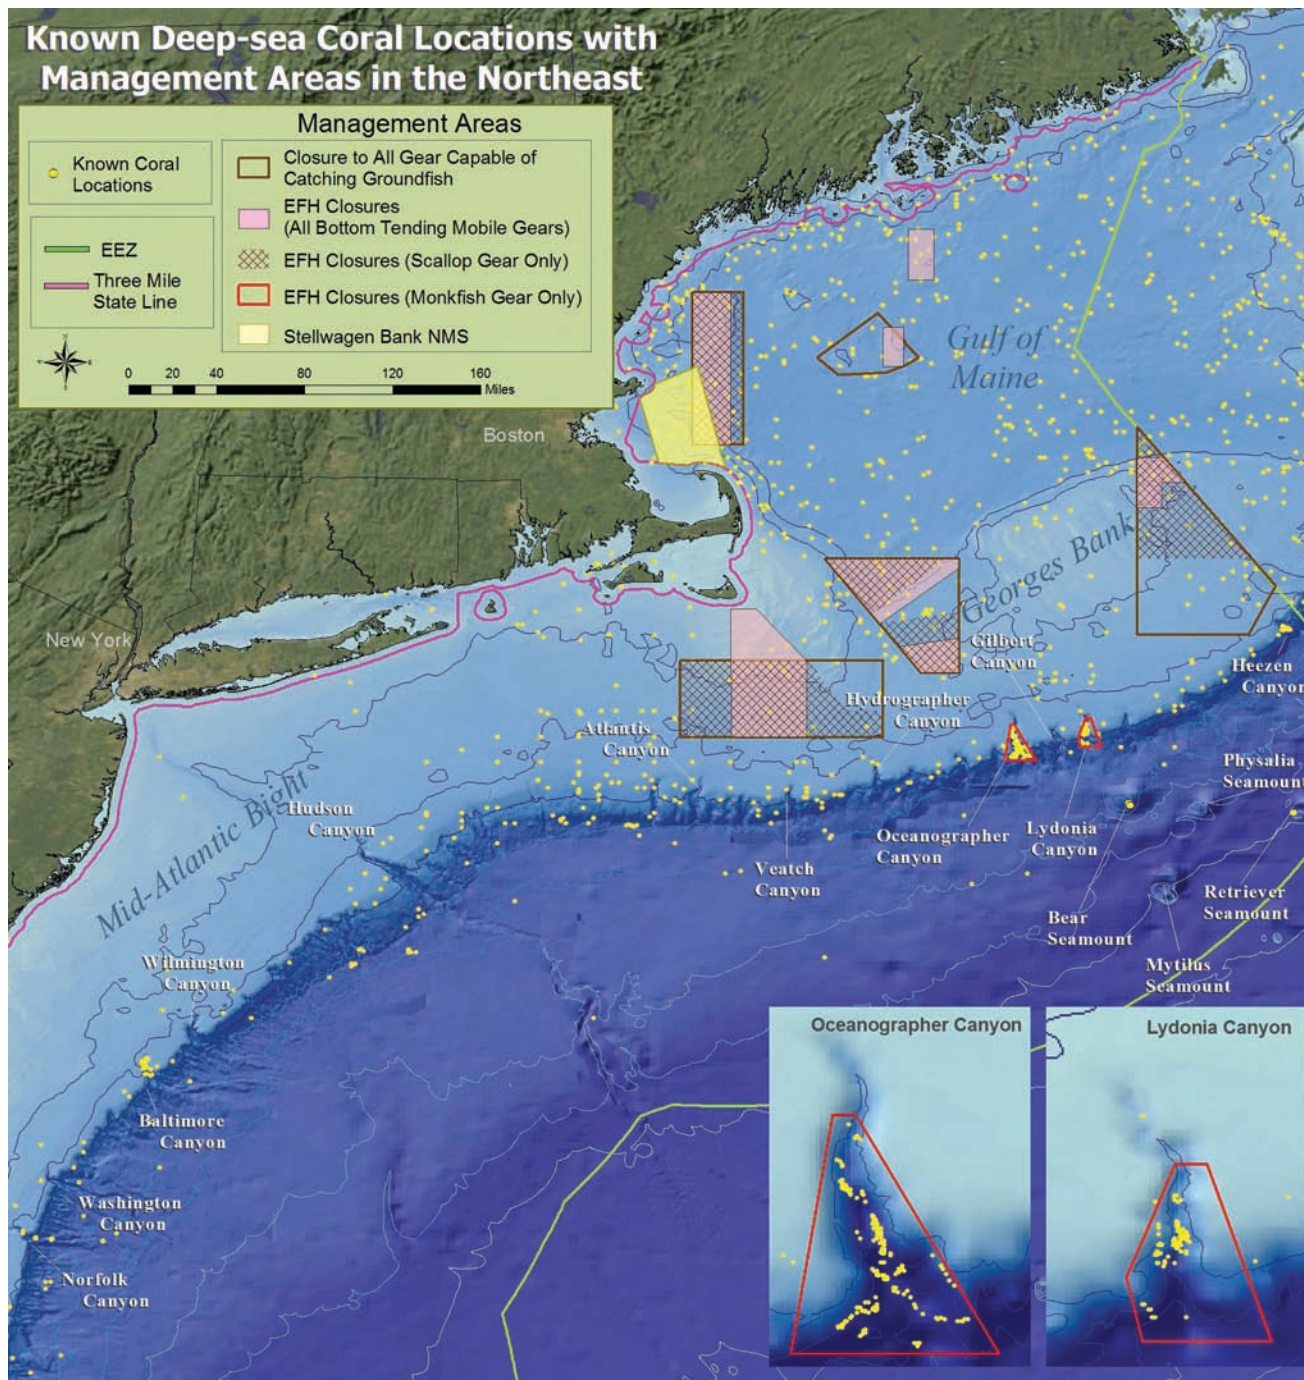 Known Deep-sea Coral Locations with
Management Areas in the Northeast
Management Areas
Known Coral
Locations
EEZ
Three Mile
State Line
Closure to All Gear Capable of
Catching Groundfish
EFH Closures
(All Bottom Tending Mobile Gears)
EFH Closures (Scallop Gear Only)
EFH Closures (Monkfish Gear Only)
Stellwagen Bank NMS
0 20 40 80 120 160
Miles
Gulf of
Maine
Boston
Georges Bank
New York
Gilbert
Canyon
Heezen
Canyon
Hydrographer
Canyon
Atlantis
Canyon
Physalia
Seamount
Mid-Atlantic Bight
Hudson
Canyon
Oceanographer
Canyon
Lydonia
Canyon
Veatch
Canyon
Retriever
Seamount
Bear
Seamount
Mytilus
Seamount
Wilmington
Canyon
Oceanographer Canyon
Lydonia Canyon
Baltimore
Canyon
Washington
Canyon
Norfolk
Canyon